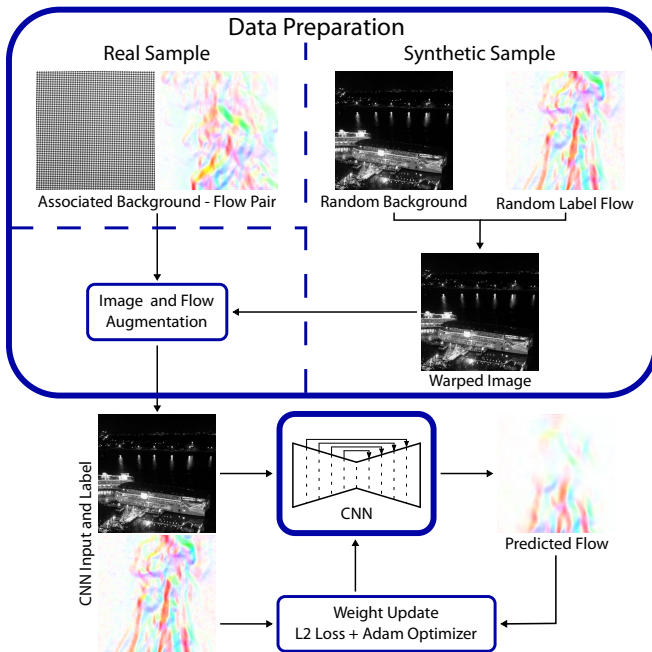 Data Preparation
Real Sample
Synthetic Sample
Associated Background - Flow Pair
Random Background
Random Label Flow
Image and Flow
Augmentation
Warped Image
CNN Input and Label
CNN
Predicted Flow
Weight Update
L2 Loss + Adam Optimizer